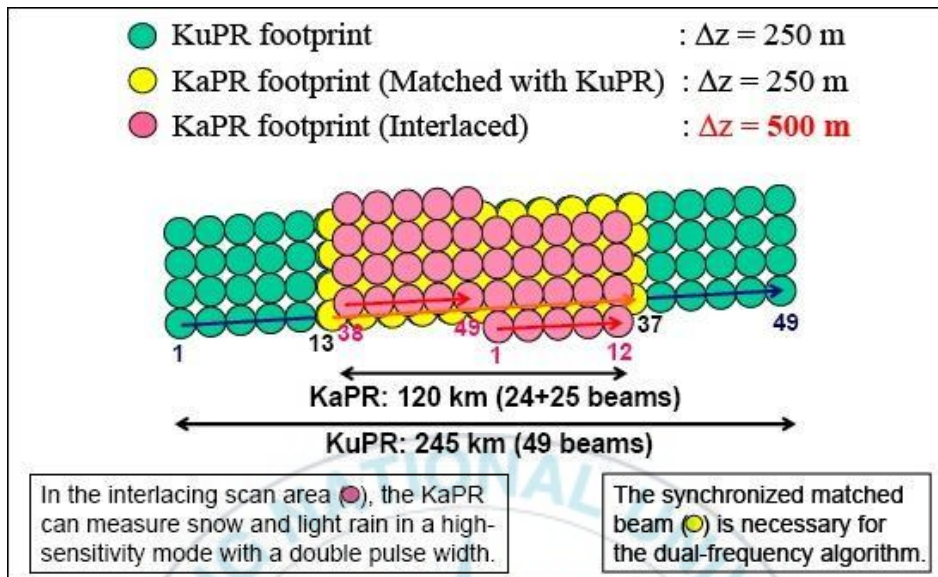 KuPR footprint : Δz = 250 m
KaPR footprint (Matched with KuPR) : Δz = 250 m
KaPR footprint (Interlaced) : Δz = 500 m
1 13 38 49 1 12 37 49
KaPR: 120 km (24+25 beams)
KuPR: 245 km (49 beams)
In the interlacing scan area (), the KaPR
can measure snow and light rain in a high-
sensitivity mode with a double pulse width.
The synchronized matched
beam () is necessary for
the dual-frequency algorithm.
NATIONAL UN